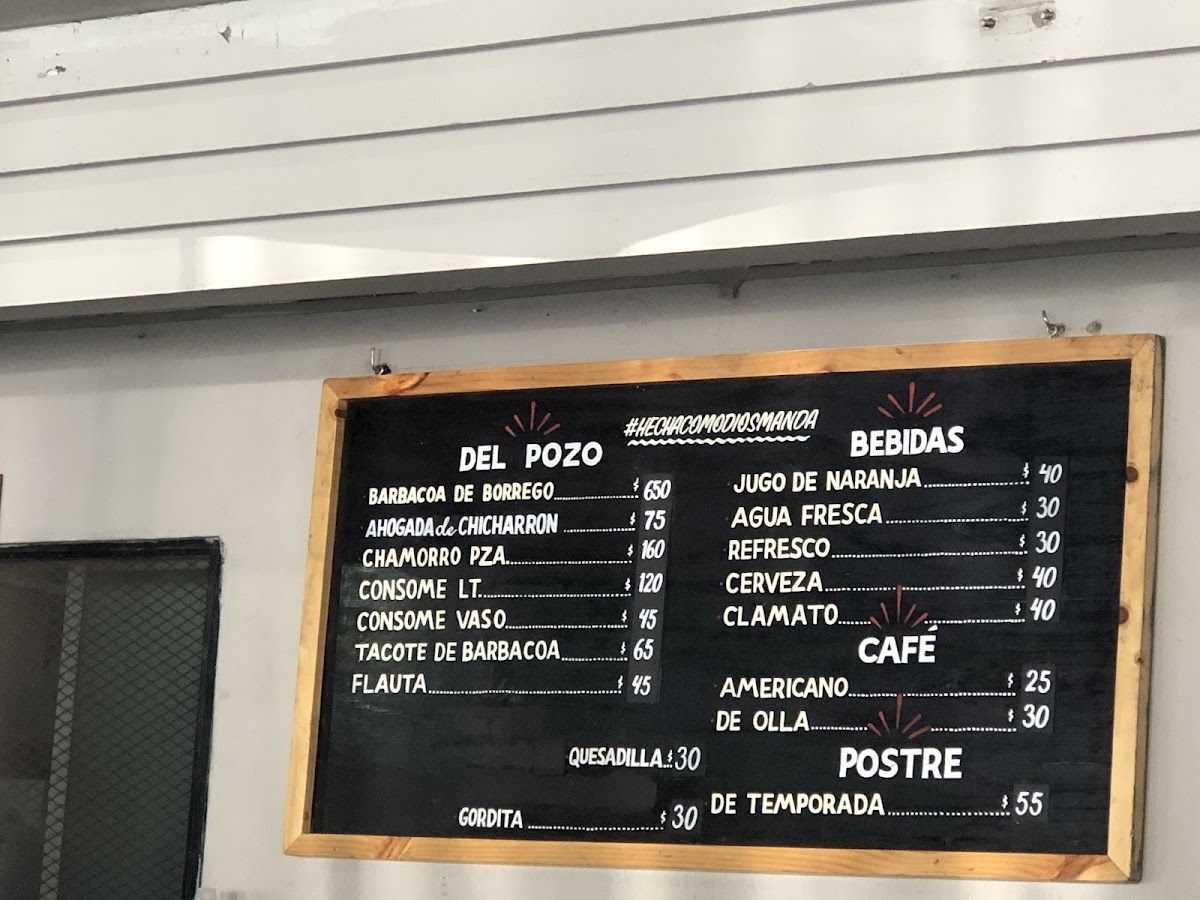 #HECHACOMODIOSMANDA
DEL POZO
BARBACOA DE BORREGO $ 650
AHOGADA de CHICHARRON $ 75
CHAMORRO PZA. $ 160
CONSOME LT. $ 120
CONSOME VASO $ 45
TACOTE DE BARBACOA $ 65
FLAUTA $ 45
QUESADILLA $ 30
GORDITA $ 30
BEBIDAS
JUGO DE NARANJA $ 40
AGUA FRESCA $ 30
REFRESCO $ 30
CERVEZA $ 40
CLAMATO $ 40
CAFÉ
AMERICANO $ 25
DE OLLA $ 30
POSTRE
DE TEMPORADA $ 55